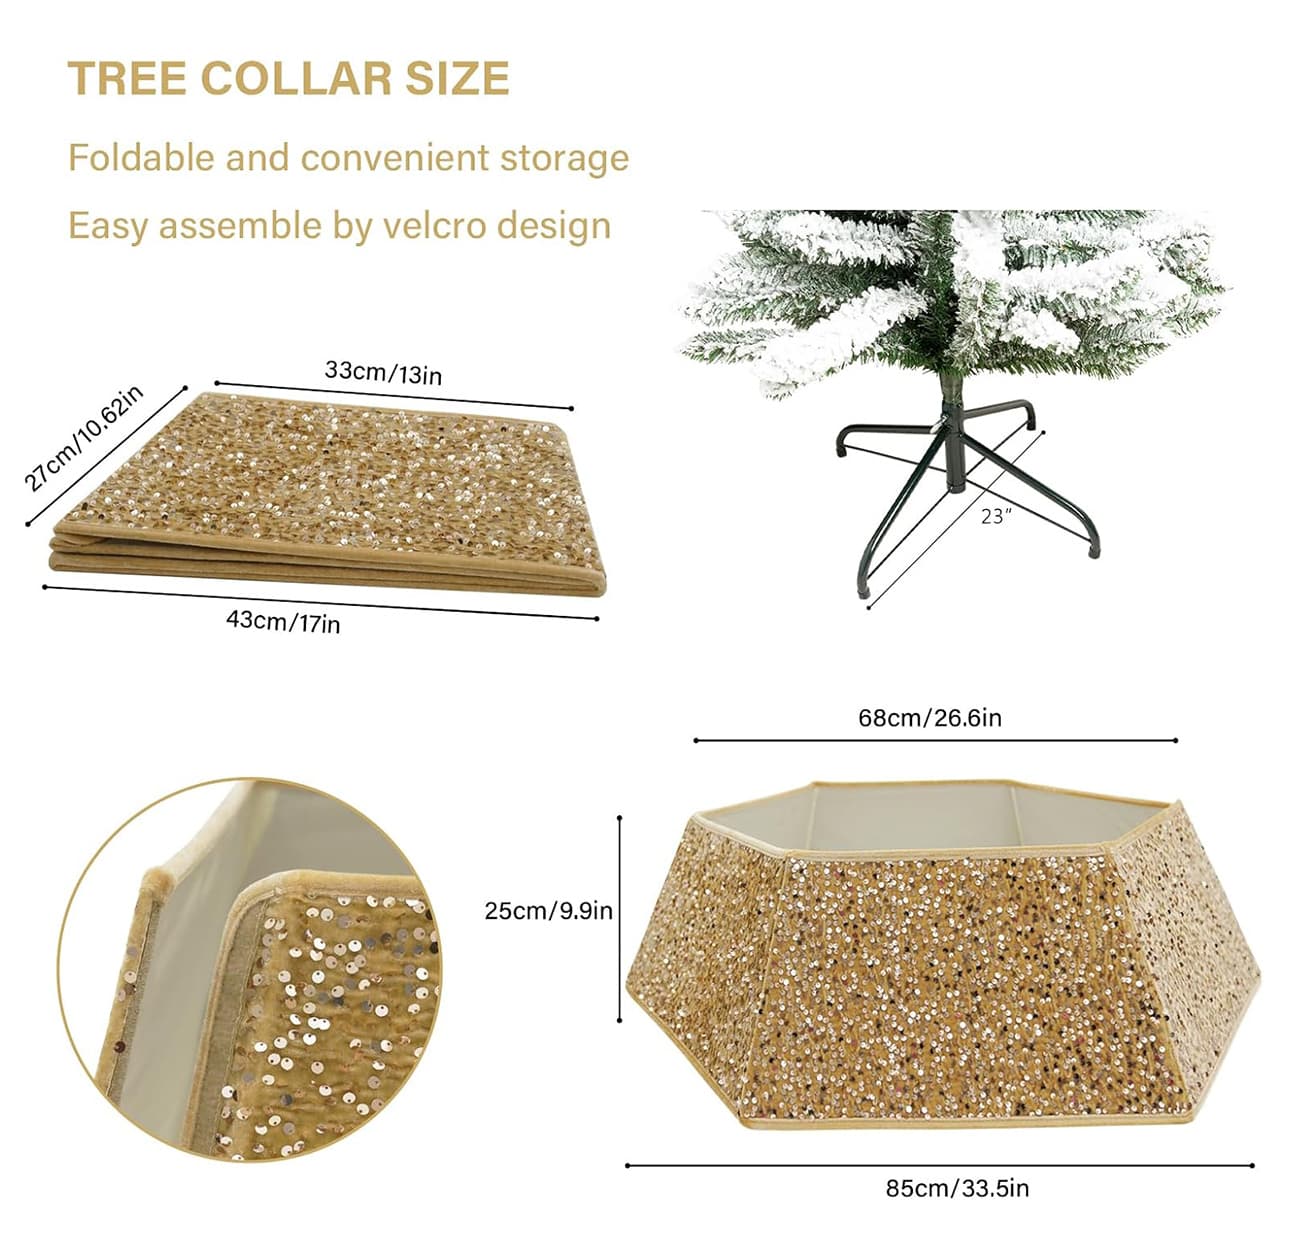 TREE COLLAR SIZE
Foldable and convenient storage
Easy assemble by velcro design
33cm/13in
27cm/10.62in
23"
43cm/17in
68cm/26.6in
25cm/9.9in
85cm/33.5in